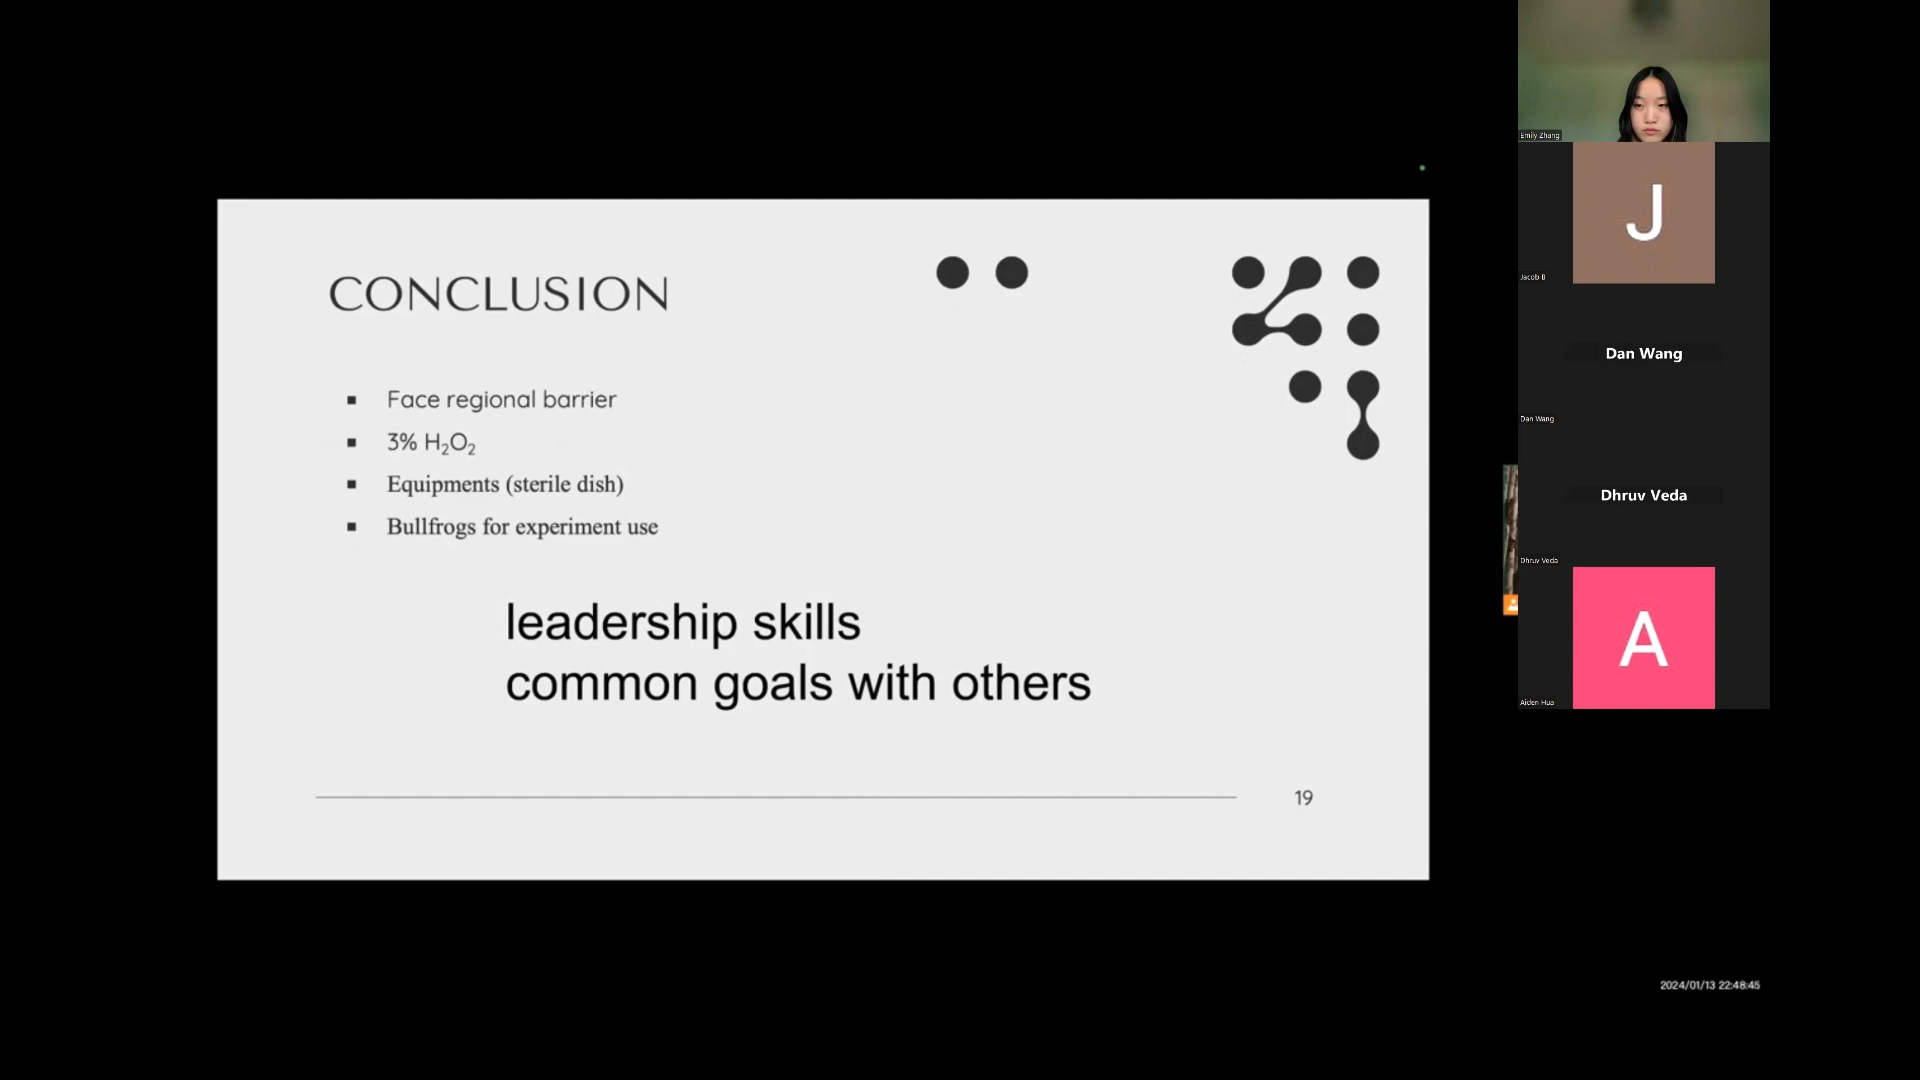 CONCLUSION
Face regional barrier
3% H₂O₂
Equipments (sterile dish)
Bullfrogs for experiment use
leadership skills
common goals with others
19
Emily Zhang
J
Jacob B
Dan Wang
Dan Wang
Dhruv Veda
Dhruv Veda
A
Aiden Hua
2024/01/13 22:48:45